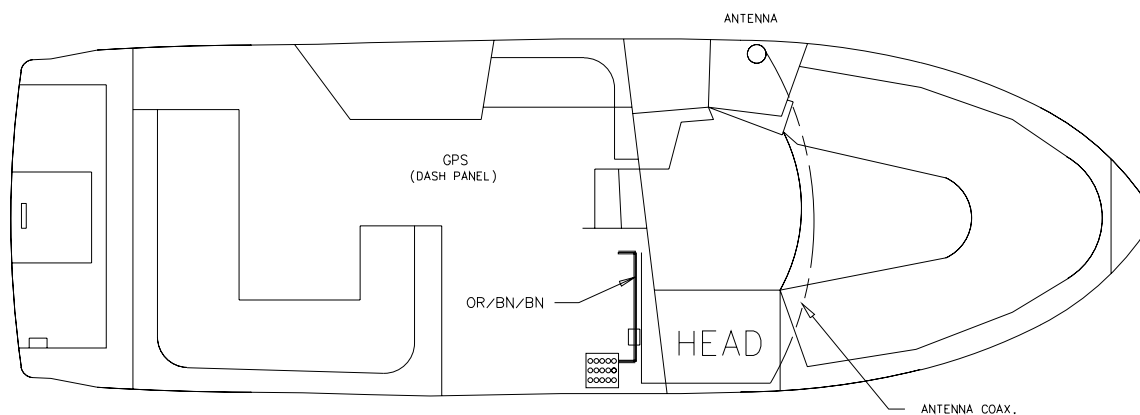 ANTENNA
GPS
(DASH PANEL)
OR/BN/BN
HEAD
ANTENNA COAX.